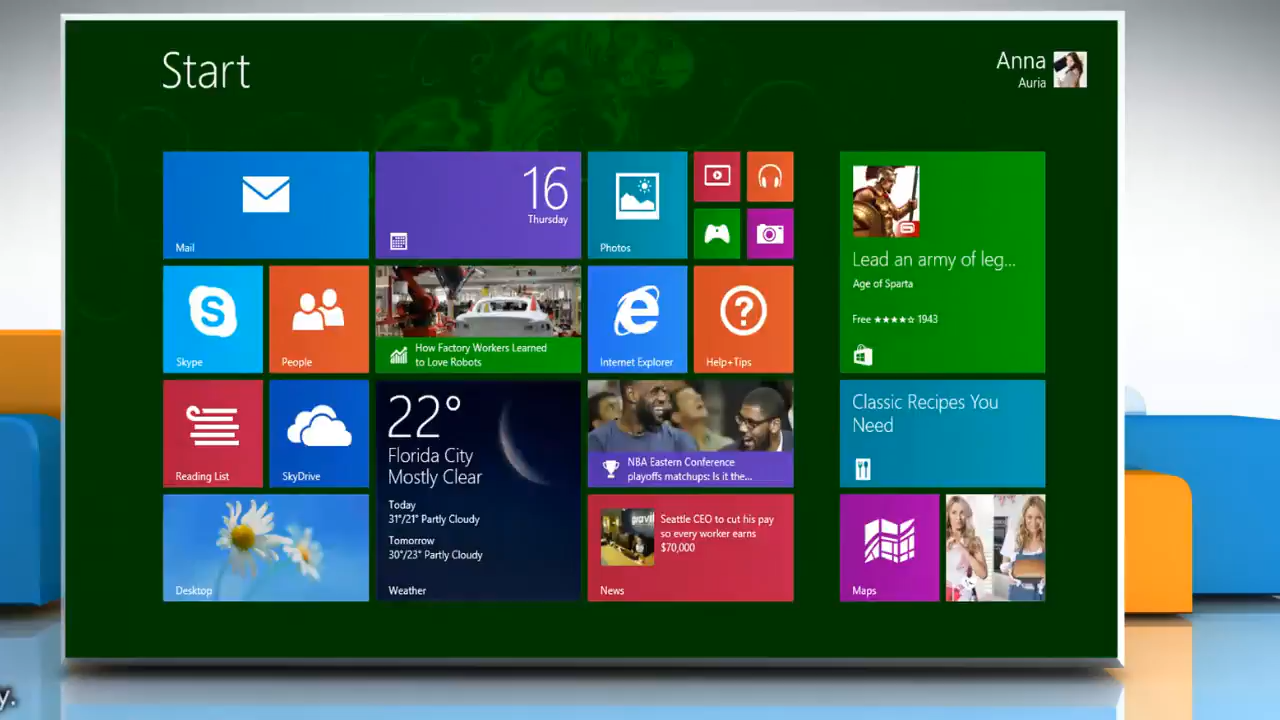 Start
Anna
Auria
Mail
16
Thursday
Photos
Skype
People
How Factory Workers Learned
to Love Robots
Internet Explorer
Help+Tips
Lead an army of leg...
Age of Sparta
Free ★★★★☆ 1943
Reading List
SkyDrive
22°
Florida City
Mostly Clear
Today
31°/21° Partly Cloudy
Tomorrow
30°/23° Partly Cloudy
Weather
NBA Eastern Conference
playoffs matchups: Is it the...
Classic Recipes You
Need
Desktop
Seattle CEO to cut his pay
so every worker earns
$70,000
News
Maps
y.